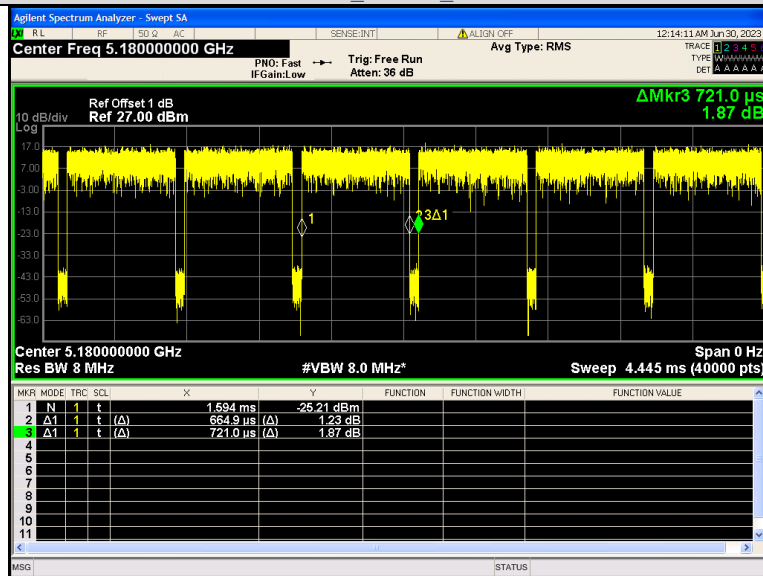 Agilent Spectrum Analyzer - Swept SA
LXI RL RF 50 Ω AC SENSE:INT ALIGN OFF 12:14:11 AM Jun 30, 2023
Center Freq 5.180000000 GHz Avg Type: RMS TRACE 1 2 3 4 5
PNO: Fast Trig: Free Run TYPE
IFGain:Low Atten: 36 dB DET A A A A A
ΔMkr3 721.0 µs
1.87 dB
Ref Offset 1 dB
10 dB/div Ref 27.00 dBm
Log
17.0
7.00
-3.00
-13.0
-23.0
-33.0
-43.0
-53.0
-63.0
1
3Δ1
Center 5.180000000 GHz Span 0 Hz
Res BW 8 MHz #VBW 8.0 MHz* Sweep 4.445 ms (40000 pts)
MKR MODE TRC SCL X Y FUNCTION FUNCTION WIDTH FUNCTION VALUE
1 N 1 t 1.594 ms -25.21 dBm
2 Δ1 1 t (Δ) 664.9 µs (Δ) 1.23 dB
3 Δ1 1 t (Δ) 721.0 µs (Δ) 1.87 dB
4
5
6
7
8
9
10
11
MSG STATUS